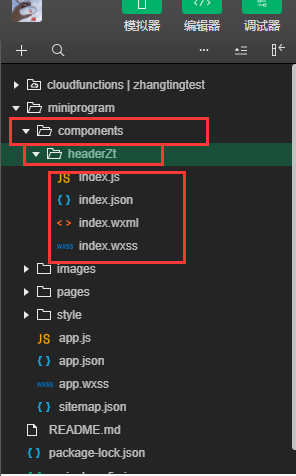 模拟器 编辑器 调试器
cloudfunctions | zhangtingtest
miniprogram
components
headerZt
JS index.js
{ } index.json
< > index.wxml
wxss index.wxss
images
pages
style
JS app.js
{ } app.json
wxss app.wxss
{ } sitemap.json
README.md
{ } package-lock.json